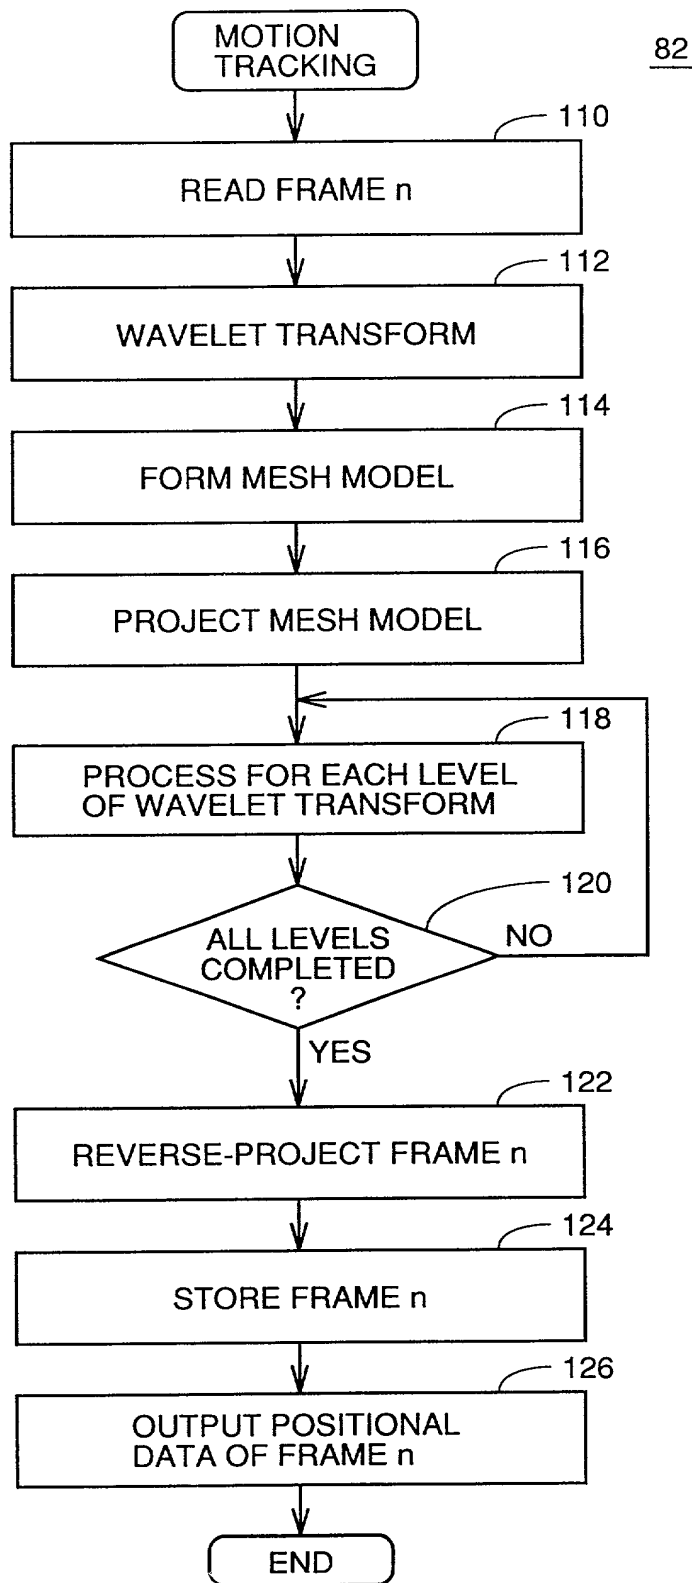 MOTION
TRACKING
82
110
READ FRAME n
112
WAVELET TRANSFORM
114
FORM MESH MODEL
116
PROJECT MESH MODEL
118
PROCESS FOR EACH LEVEL
OF WAVELET TRANSFORM
120
ALL LEVELS
COMPLETED
?
NO
YES
122
REVERSE-PROJECT FRAME n
124
STORE FRAME n
126
OUTPUT POSITIONAL
DATA OF FRAME n
END